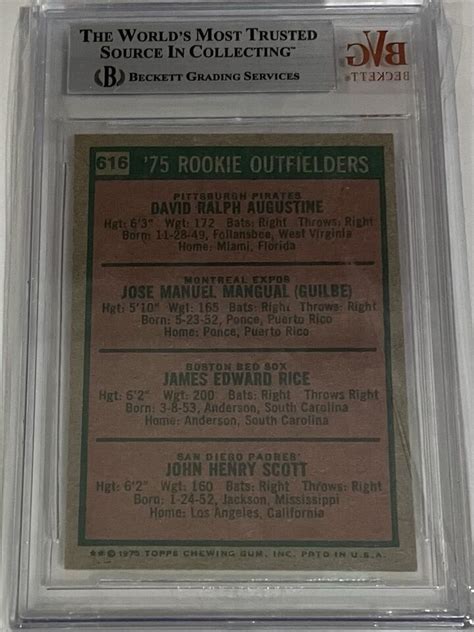 THE WORLD'S MOST TRUSTED
SOURCE IN COLLECTING™
B BECKETT GRADING SERVICES
BVG
BECKETT
616 '75 ROOKIE OUTFIELDERS
PITTSBURGH PIRATES
DAVID RALPH AUGUSTINE
Hgt: 6'3" Wgt: 172 Bats: Right Throws: Right
Born: 11-28-49, Follansbee, West Virginia
Home: Miami, Florida
MONTREAL EXPOS
JOSE MANUEL MANGUAL (GUILBE)
Hgt: 5'10" Wgt: 165 Bats: Right Throws: Right
Born: 5-23-52, Ponce, Puerto Rico
Home: Ponce, Puerto Rico
BOSTON RED SOX
JAMES EDWARD RICE
Hgt: 6'2" Wgt: 200 Bats: Right Throws: Right
Born: 3-8-53, Anderson, South Carolina
Home: Anderson, South Carolina
SAN DIEGO PADRES
JOHN HENRY SCOTT
Hgt: 6'2" Wgt: 160 Bats: Right Throws: Right
Born: 1-24-52, Jackson, Mississippi
Home: Los Angeles, California
** © 1975 TOPPS CHEWING GUM, INC. PRTD IN U.S.A.